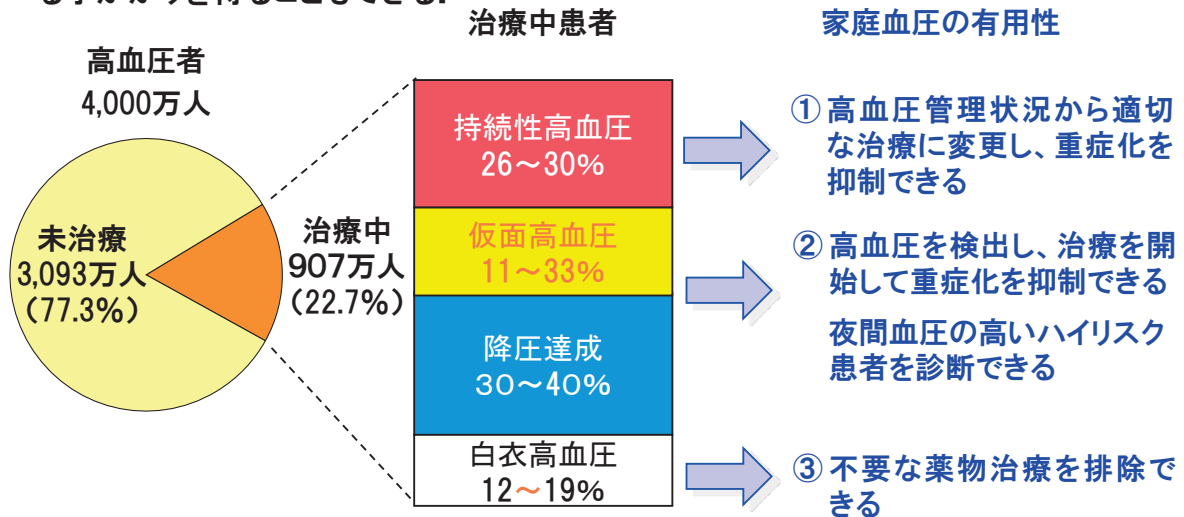 治療中患者
家庭血圧の有用性
高血圧者
4,000万人
未治療
3,093万人
(77.3%)
治療中
907万人
(22.7%)
持続性高血圧
26～30%
仮面高血圧
11～33%
降圧達成
30～40%
白衣高血圧
12～19%
① 高血圧管理状況から適切
な治療に変更し、重症化を
抑制できる
② 高血圧を検出し、治療を開
始して重症化を抑制できる
夜間血圧の高いハイリスク
患者を診断できる
③ 不要な薬物治療を排除で
きる